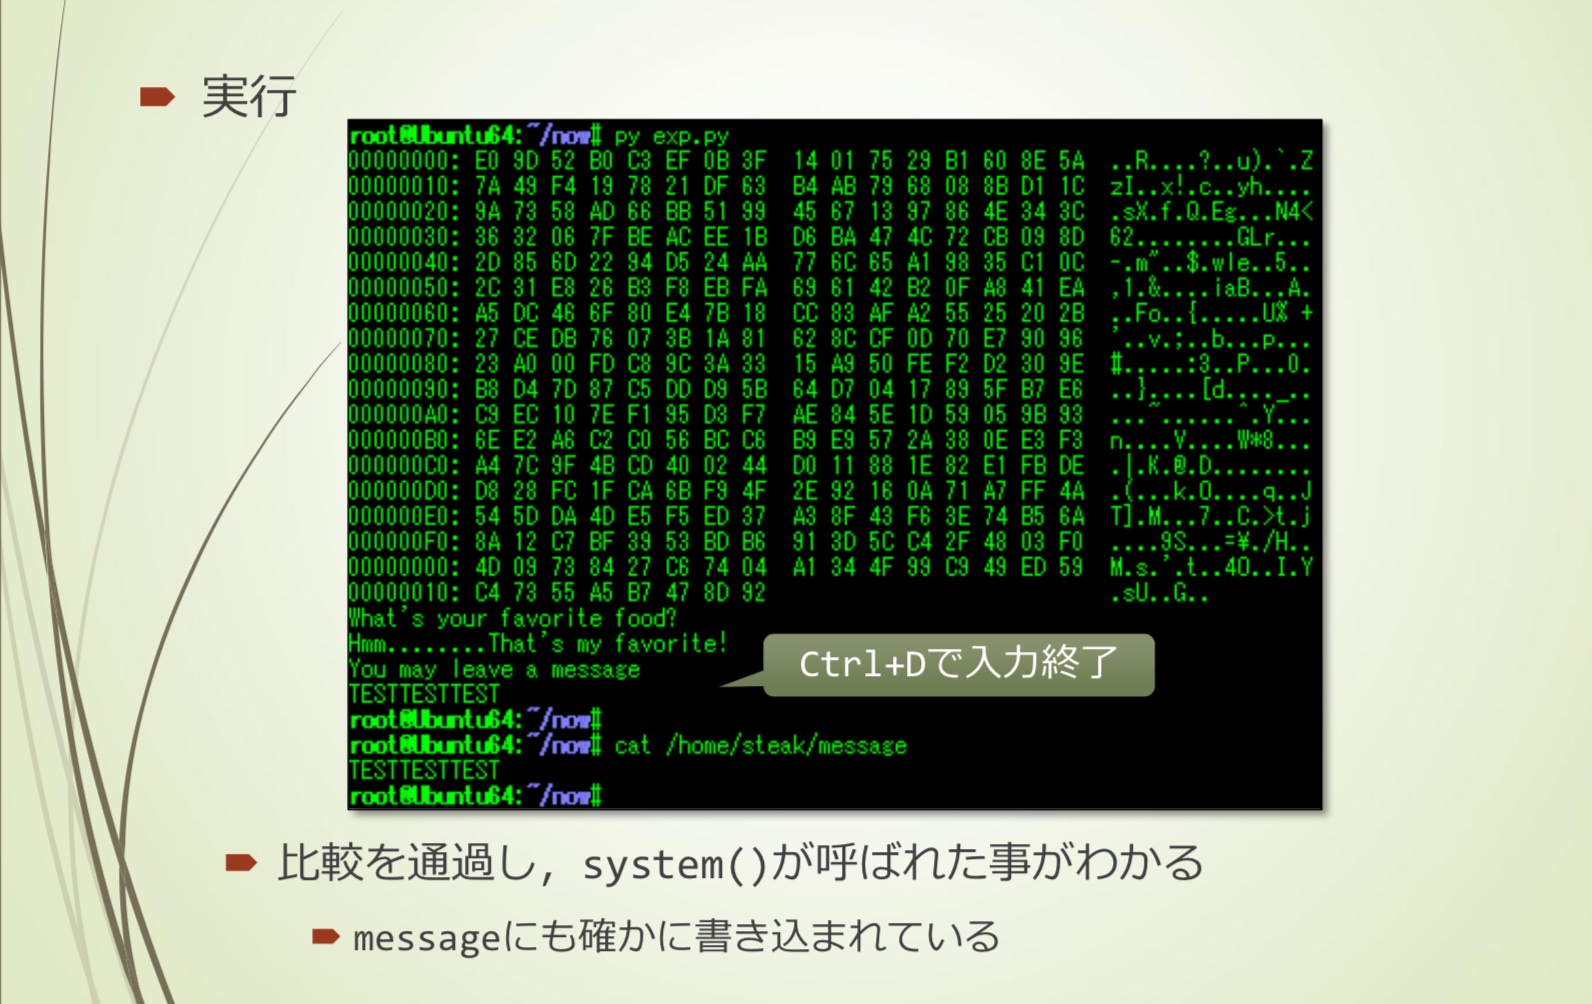 実行
root@Ubuntu64:~/now# py exp.py
00000000: E0 9D 52 B0 C3 EF 0B 3F  14 01 75 29 B1 60 8E 5A  ..R....?..u).`.Z
00000010: 7A 49 F4 19 78 21 DF 63  B4 AB 79 68 08 8B D1 1C  zI..x!.c..yh....
00000020: 9A 73 58 AD 66 BB 51 99  45 67 13 97 86 4E 34 3C  .sX.f.Q.Eg...N4<
00000030: 36 32 06 7F BE AC EE 1B  D6 BA 47 4C 72 CB 09 8D  62........GLr...
00000040: 2D 85 6D 22 94 D5 24 AA  77 6C 65 A1 98 35 C1 0C  -.m"..$.wle..5..
00000050: 2C 31 E8 26 B3 F8 EB FA  69 61 42 B2 0F A8 41 EA  ,1.&....iaB...A.
00000060: A5 DC 46 6F 80 E4 7B 18  CC 83 AF A2 55 25 20 2B  ..Fo..{.....U% +
00000070: 27 CE DB 76 07 3B 1A 81  62 8C CF 0D 70 E7 90 96  '..v.;..b...p...
00000080: 23 A0 00 FD C8 9C 3A 33  15 A9 50 FE F2 D2 30 9E  #.....:3..P...0.
00000090: B8 D4 7D 87 C5 DD D9 5B  64 D7 04 17 89 5F B7 E6  ..}....[d...._..
000000A0: C9 EC 10 7E F1 95 D3 F7  AE 84 5E 1D 59 05 9B 93  ...~......^.Y...
000000B0: 6E E2 A6 C2 C0 56 BC C6  B9 E9 57 2A 38 0E E3 F3  n....V....W*8...
000000C0: A4 7C 9F 4B CD 40 02 44  D0 11 88 1E 82 E1 FB DE  .|.K.@.D........
000000D0: D8 28 FC 1F CA 6B F9 4F  2E 92 16 0A 71 A7 FF 4A  .(...k.O....q..J
000000E0: 54 5D DA 4D E5 F5 ED 37  A3 8F 43 F6 3E 74 B5 6A  T].M...7..C.>t.j
000000F0: 8A 12 C7 BF 39 53 BD B6  91 3D 5C C4 2F 48 03 F0  ....9S...=¥./H..
00000000: 4D 09 73 84 27 C6 74 04  A1 34 4F 99 C9 49 ED 59  M.s.'.t..4O..I.Y
00000010: C4 73 55 A5 B7 47 8D 92  .sU..G..
What's your favorite food?
Hmm........That's my favorite!
You may leave a message
Ctrl+Dで入力終了
TESTTESTTEST
root@Ubuntu64:~/now#
root@Ubuntu64:~/now# cat /home/steak/message
TESTTESTTEST
root@Ubuntu64:~/now#
比較を通過し, system()が呼ばれた事がわかる
messageにも確かに書き込まれている